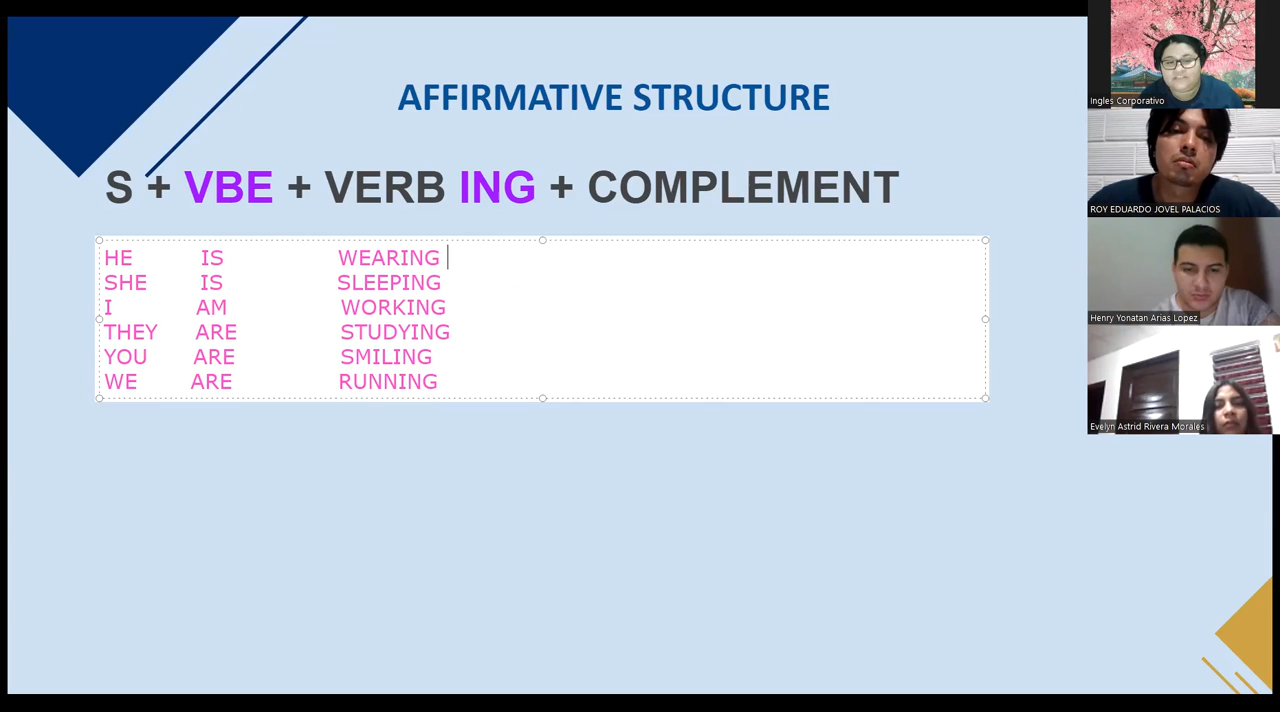 AFFIRMATIVE STRUCTURE
S + VBE + VERB ING + COMPLEMENT
HE IS WEARING
SHE IS SLEEPING
I AM WORKING
THEY ARE STUDYING
YOU ARE SMILING
WE ARE RUNNING
Ingles Corporativo
ROY EDUARDO JOVEL PALACIOS
Henry Yonatan Arias Lopez
Evelyn Astrid Rivera Morales